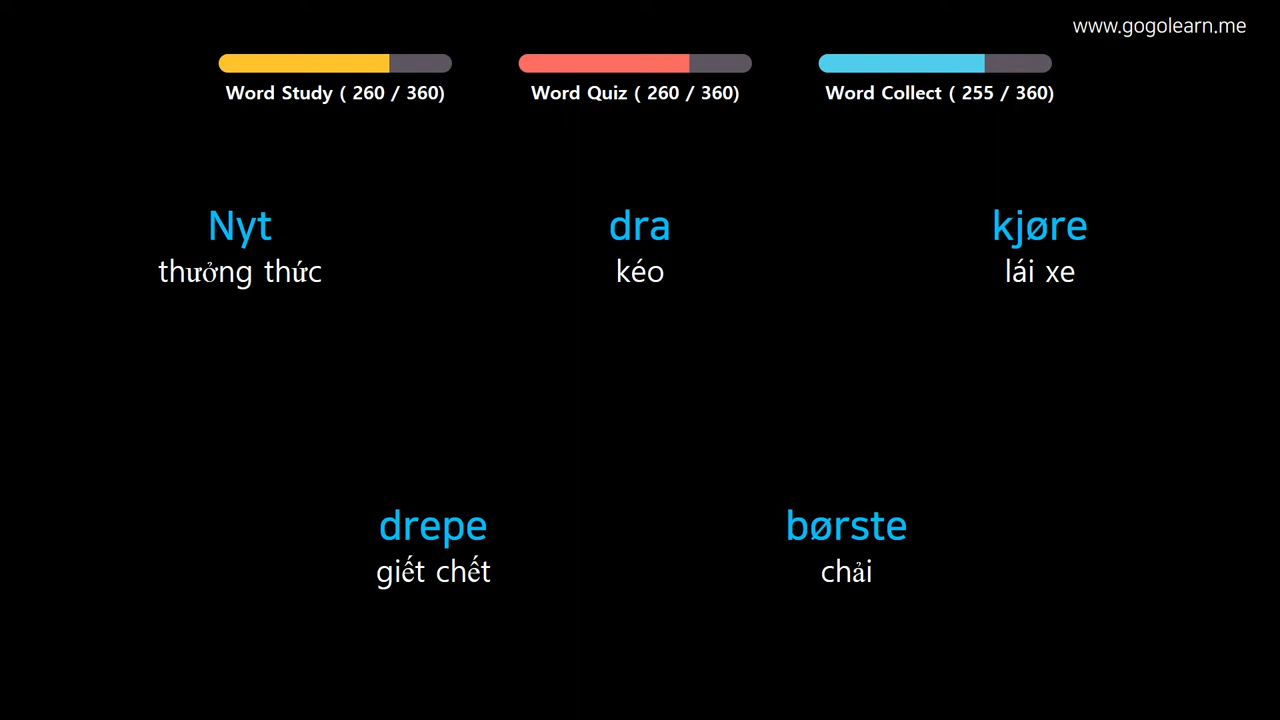 www.gogolearn.me
Word Study ( 260 / 360)
Word Quiz ( 260 / 360)
Word Collect ( 255 / 360)
Nyt
thưởng thức
dra
kéo
kjøre
lái xe
drepe
giết chết
børste
chải